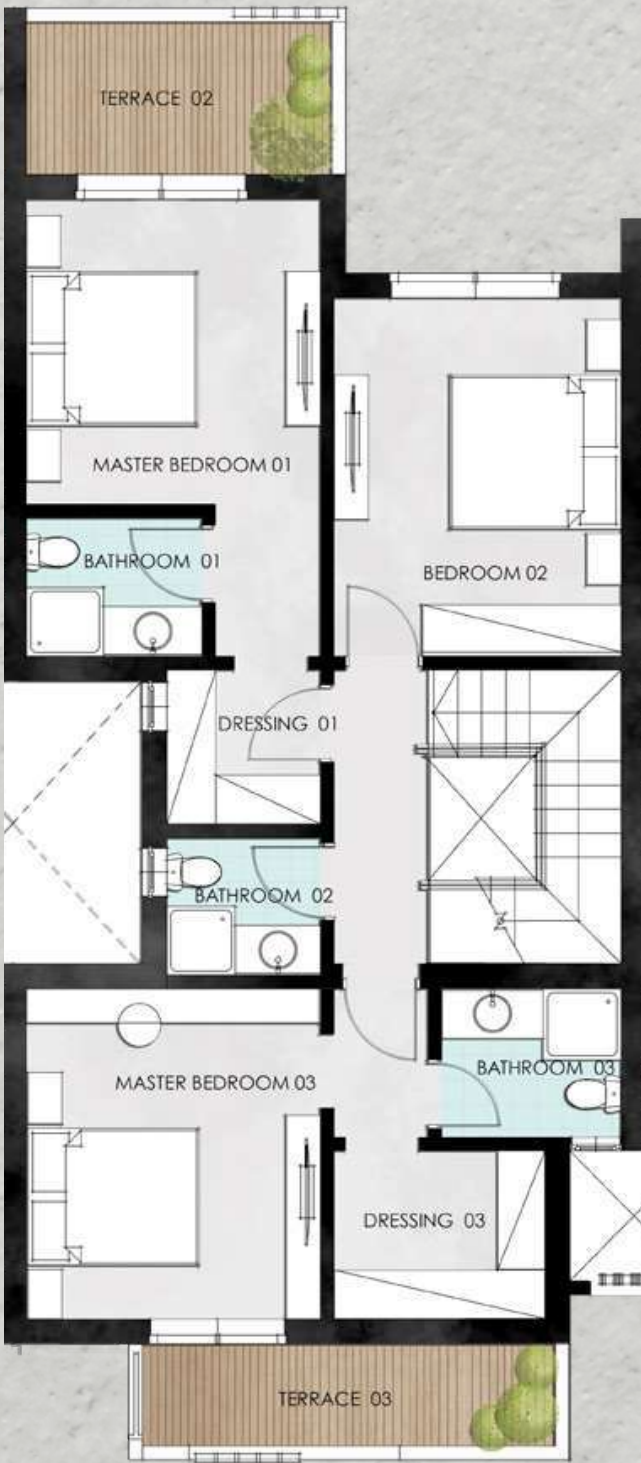 TERRACE 02
MASTER BEDROOM 01
BATHROOM 01
BEDROOM 02
DRESSING 01
BATHROOM 02
BATHROOM 03
MASTER BEDROOM 03
DRESSING 03
TERRACE 03